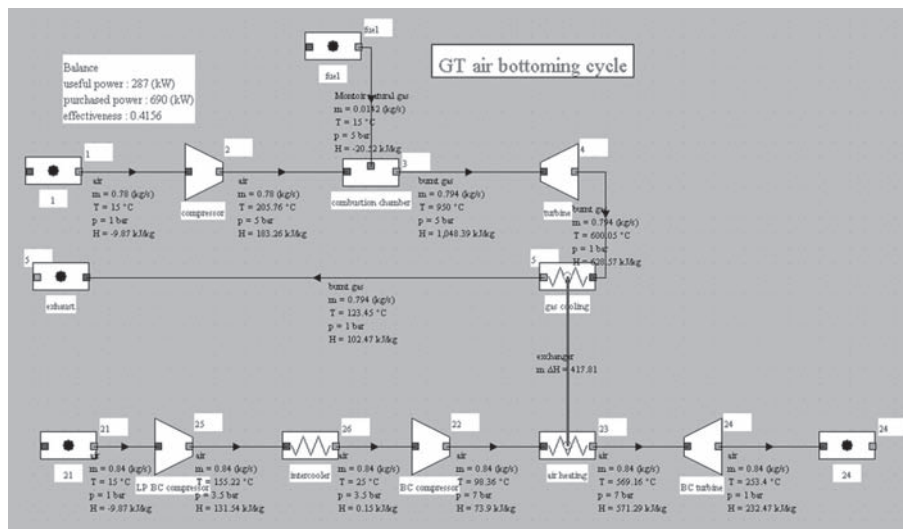 fuel
fuel
GT air bottoming cycle
Balance
useful power : 287 (kW)
purchased power : 690 (kW)
effectiveness : 0.4156
Montoir natural gas
m = 0.0142 (kg/s)
T = 15 °C
p = 5 bar
H = -20.52 kJ/kg
1
1
air
m = 0.78 (kg/s)
T = 15 °C
p = 1 bar
H = -9.87 kJ/kg
2
compressor
air
m = 0.78 (kg/s)
T = 205.76 °C
p = 5 bar
H = 183.26 kJ/kg
3
combustion chamber
burnt gas
m = 0.794 (kg/s)
T = 950 °C
p = 5 bar
H = 1,048.39 kJ/kg
4
turbine
burnt gas
m = 0.794 (kg/s)
T = 600.05 °C
p = 1 bar
H = 628.57 kJ/kg
5
exhaust
burnt gas
m = 0.794 (kg/s)
T = 123.45 °C
p = 1 bar
H = 102.47 kJ/kg
5
gas cooling
exchanger
m ΔH = 417.81
21
21
air
m = 0.84 (kg/s)
T = 15 °C
p = 1 bar
H = -9.87 kJ/kg
25
LP BC compressor
air
m = 0.84 (kg/s)
T = 155.22 °C
p = 3.5 bar
H = 131.54 kJ/kg
26
intercooler
air
m = 0.84 (kg/s)
T = 25 °C
p = 3.5 bar
H = 0.15 kJ/kg
22
BC compressor
air
m = 0.84 (kg/s)
T = 98.36 °C
p = 7 bar
H = 73.9 kJ/kg
23
air heating
air
m = 0.84 (kg/s)
T = 569.16 °C
p = 7 bar
H = 571.29 kJ/kg
24
BC turbine
air
m = 0.84 (kg/s)
T = 253.4 °C
p = 1 bar
H = 232.47 kJ/kg
24
24